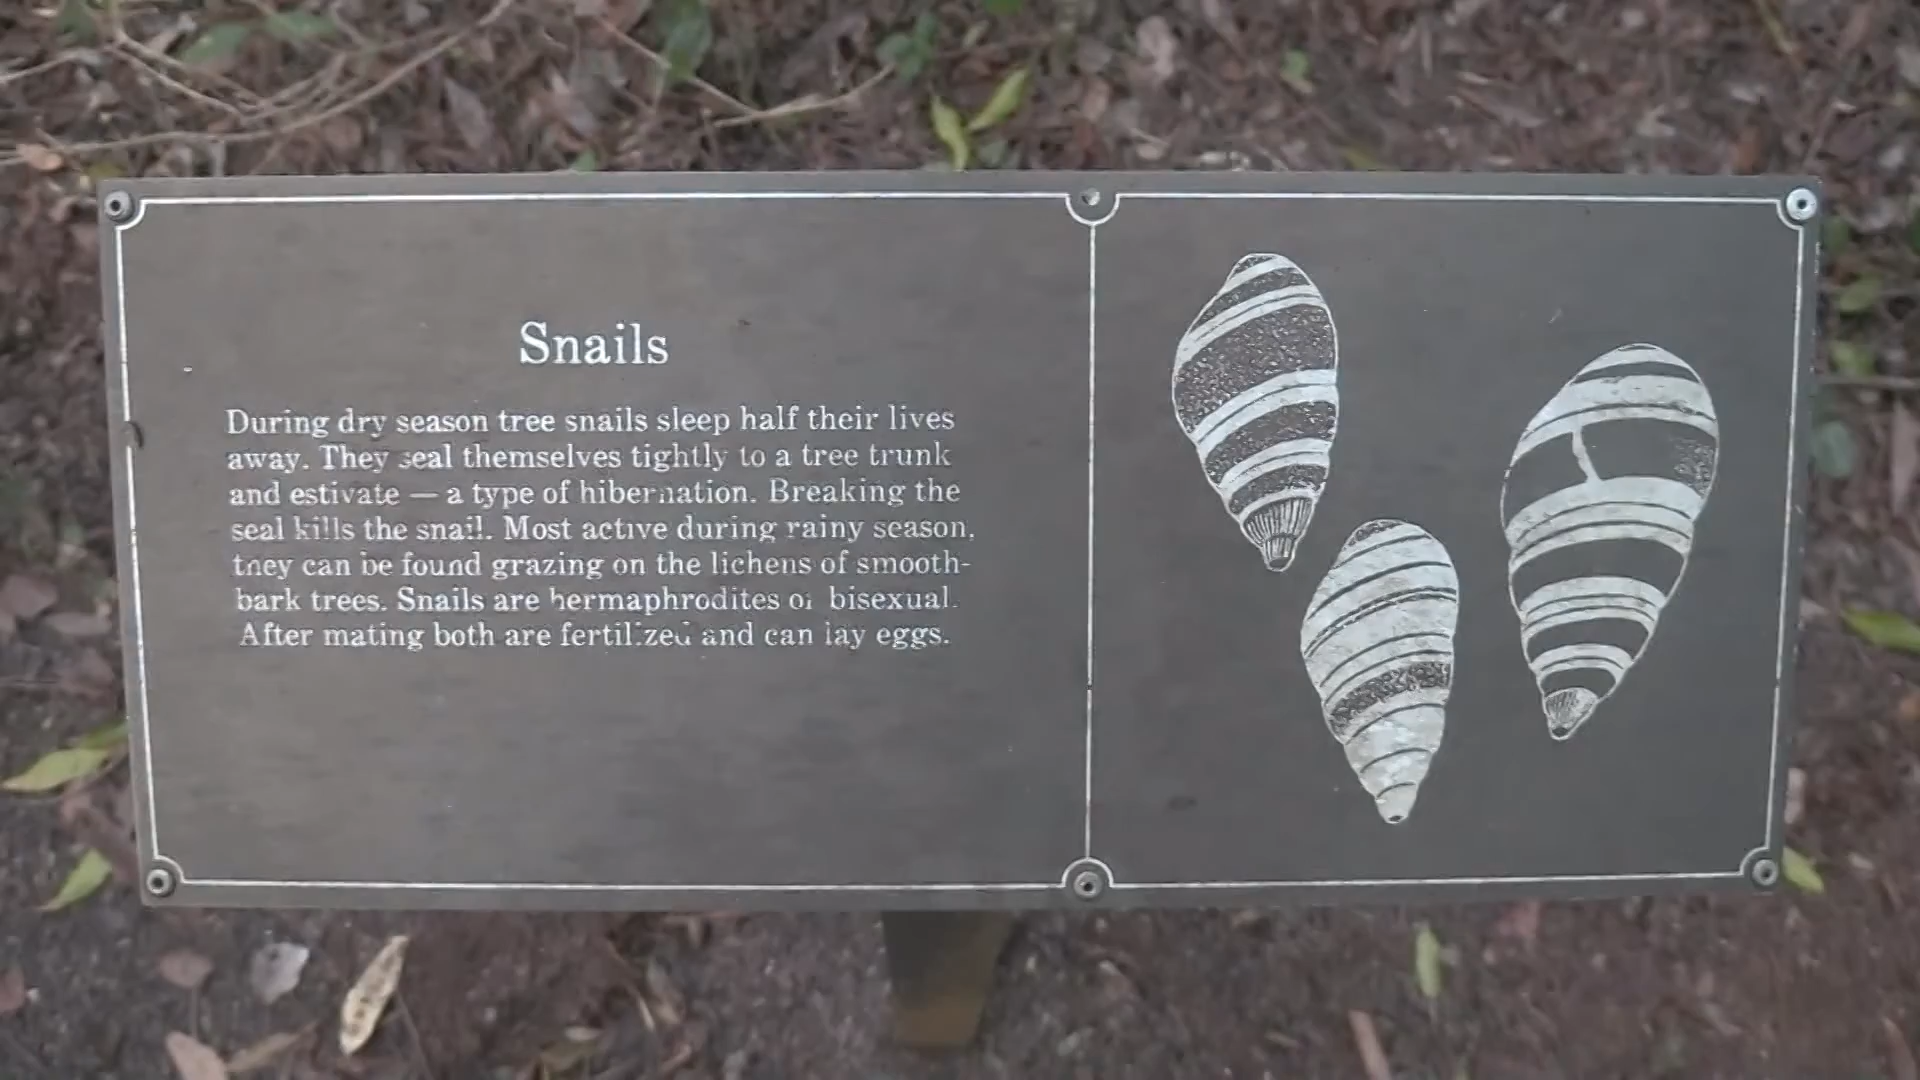 Snails
During dry season tree snails sleep half their lives
away. They seal themselves tightly to a tree trunk
and estivate — a type of hibernation. Breaking the
seal kills the snail. Most active during rainy season,
they can be found grazing on the lichens of smooth-
bark trees. Snails are hermaphrodites or bisexual.
After mating both are fertilized and can lay eggs.